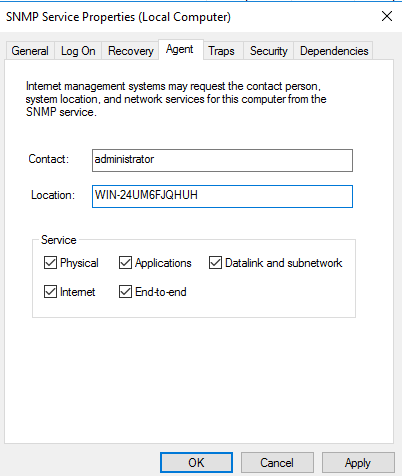 SNMP Service Properties (Local Computer)
General Log On Recovery Agent Traps Security Dependencies
Internet management systems may request the contact person,
system location, and network services for this computer from the
SNMP service.
Contact: administrator
Location: WIN-24UM6FJQHUH
Service
Physical Applications Datalink and subnetwork
Internet End-to-end
OK Cancel Apply